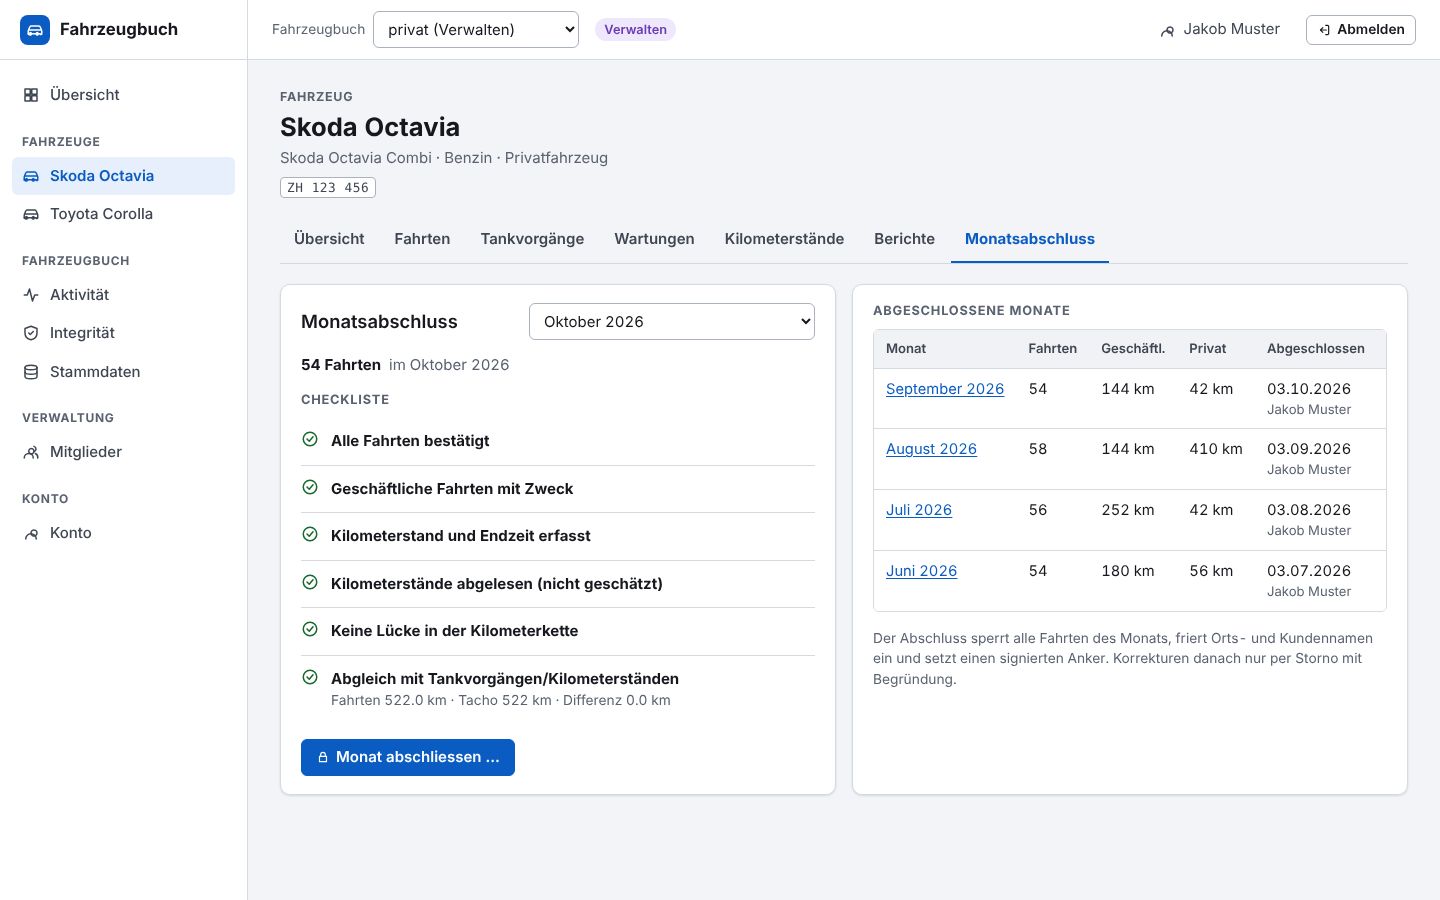 Fahrzeugbuch
Fahrzeugbuch privat (Verwalten) Verwalten Jakob Muster Abmelden
Übersicht
FAHRZEUGE
Skoda Octavia
Toyota Corolla
FAHRZEUGBUCH
Aktivität
Integrität
Stammdaten
VERWALTUNG
Mitglieder
KONTO
Konto
FAHRZEUG
Skoda Octavia
Skoda Octavia Combi · Benzin · Privatfahrzeug
ZH 123 456
Übersicht Fahrten Tankvorgänge Wartungen Kilometerstände Berichte Monatsabschluss
Monatsabschluss Oktober 2026
54 Fahrten im Oktober 2026
CHECKLISTE
Alle Fahrten bestätigt
Geschäftliche Fahrten mit Zweck
Kilometerstand und Endzeit erfasst
Kilometerstände abgelesen (nicht geschätzt)
Keine Lücke in der Kilometerkette
Abgleich mit Tankvorgängen/Kilometerständen
Fahrten 522.0 km · Tacho 522 km · Differenz 0.0 km
Monat abschliessen ...
ABGESCHLOSSENE MONATE
Monat Fahrten Geschäftl. Privat Abgeschlossen
September 2026 54 144 km 42 km 03.10.2026
Jakob Muster
August 2026 58 144 km 410 km 03.09.2026
Jakob Muster
Juli 2026 56 252 km 42 km 03.08.2026
Jakob Muster
Juni 2026 54 180 km 56 km 03.07.2026
Jakob Muster
Der Abschluss sperrt alle Fahrten des Monats, friert Orts- und Kundennamen
ein und setzt einen signierten Anker. Korrekturen danach nur per Storno mit
Begründung.